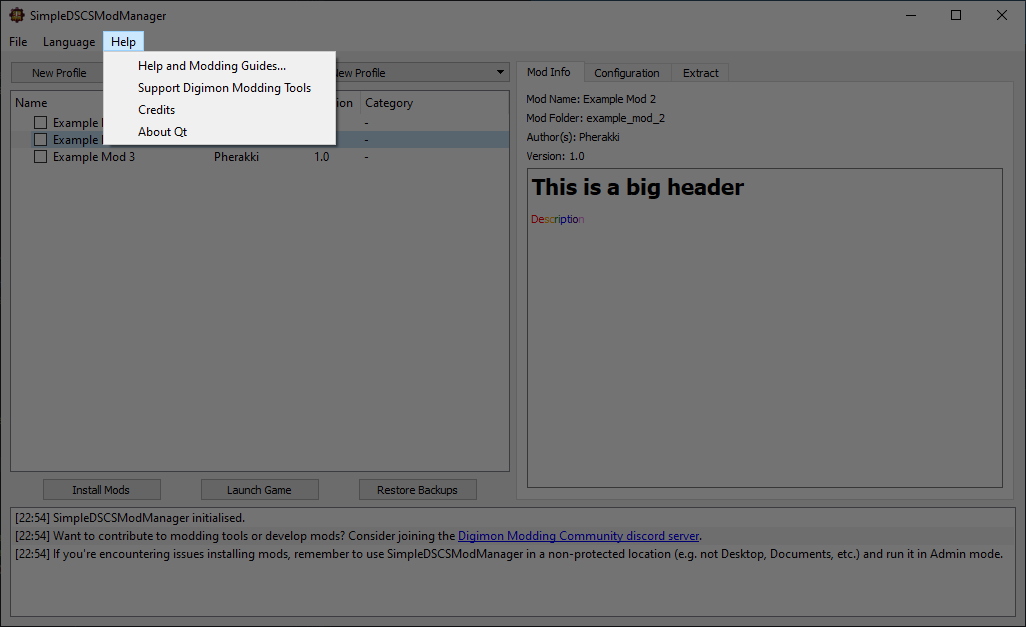 SimpleDSCSModManager
File Language Help
Help and Modding Guides...
Support Digimon Modding Tools
Credits
About Qt
New Profile New Profile
Name ion Category
Example -
Example -
Example Mod 3 Pherakki 1.0 -
Install Mods Launch Game Restore Backups
Mod Info Configuration Extract
Mod Name: Example Mod 2
Mod Folder: example_mod_2
Author(s): Pherakki
Version: 1.0
This is a big header
Description
[22:54] SimpleDSCSModManager initialised.
[22:54] Want to contribute to modding tools or develop mods? Consider joining the Digimon Modding Community discord server.
[22:54] If you're encountering issues installing mods, remember to use SimpleDSCSModManager in a non-protected location (e.g. not Desktop, Documents, etc.) and run it in Admin mode.